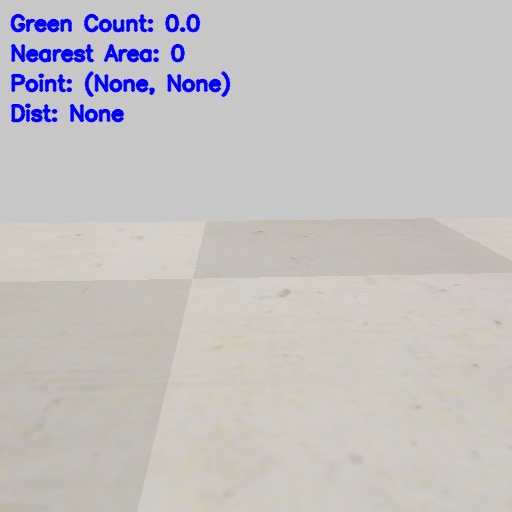 Green Count: 0.0
Nearest Area: 0
Point: (None, None)
Dist: None